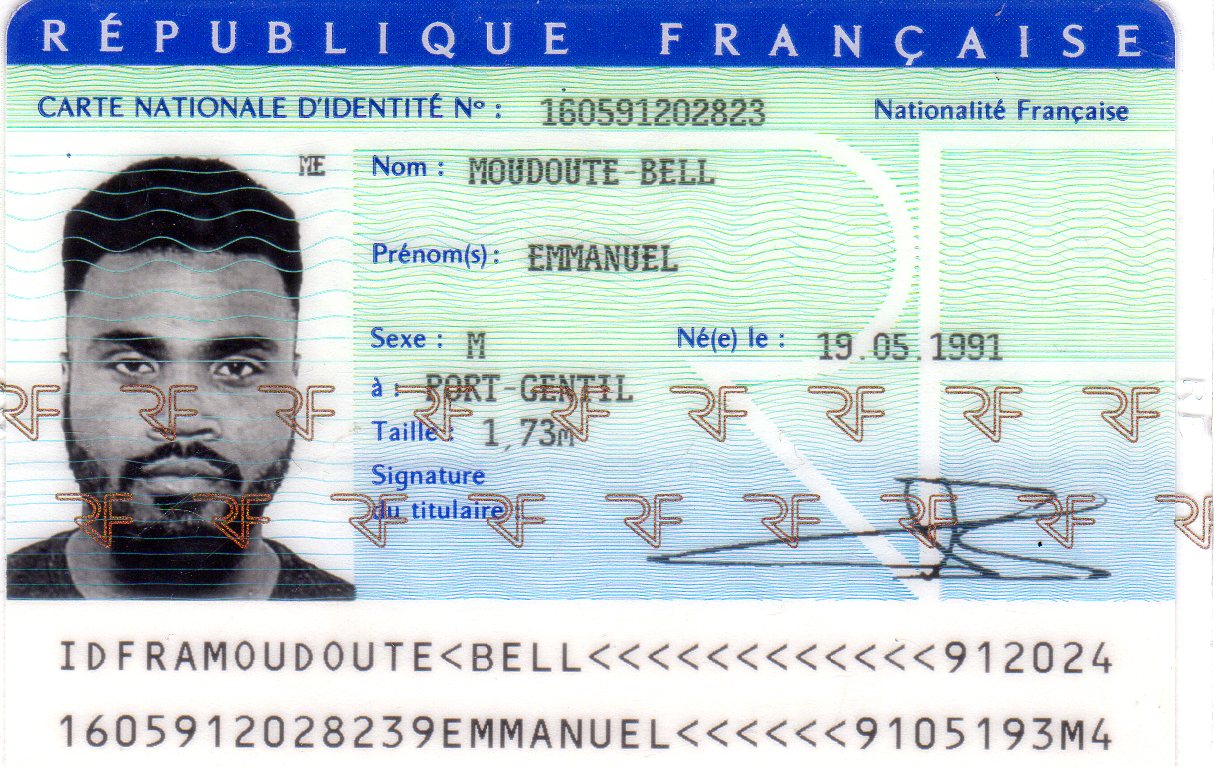 RÉPUBLIQUE FRANÇAISE
CARTE NATIONALE D'IDENTITÉ Nº : 160591202823 Nationalité Française
ME Nom : MOUDOUTE-BELL
Prénom(s) : EMMANUEL
Sexe : M Né(e) le : 19.05.1991
à : PORT-GENTIL
RF RF RF RF RF RF RF RF RF
Taille : 1,73m
Signature
du titulaire
RF RF RF RF RF RF RF RF RF
IDFRAMOUDOUTE<BELL<<<<<<<<<<<<<912024
1605912028239EMMANUEL<<<<<<9105193M4